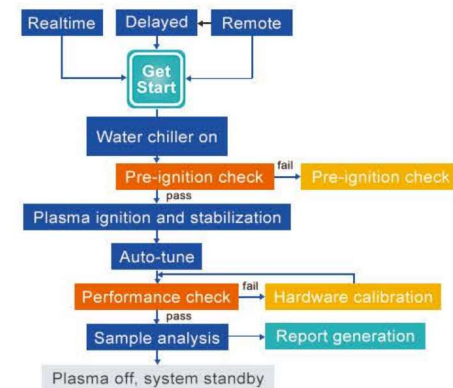 Realtime
Delayed
Remote
Get
Start
Water chiller on
Pre-ignition check
fail
Pre-ignition check
pass
Plasma ignition and stabilization
Auto-tune
Performance check
fail
Hardware calibration
pass
Sample analysis
Report generation
Plasma off, system standby